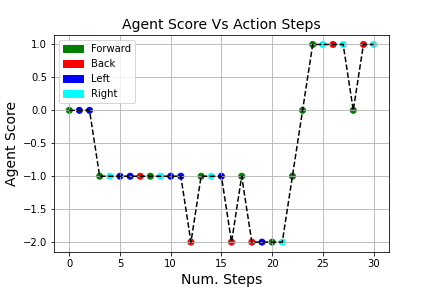 Agent Score Vs Action Steps
Forward
Back
Left
Right
1.0
0.5
0.0
−0.5
−1.0
−1.5
−2.0
Agent Score
0 5 10 15 20 25 30
Num. Steps